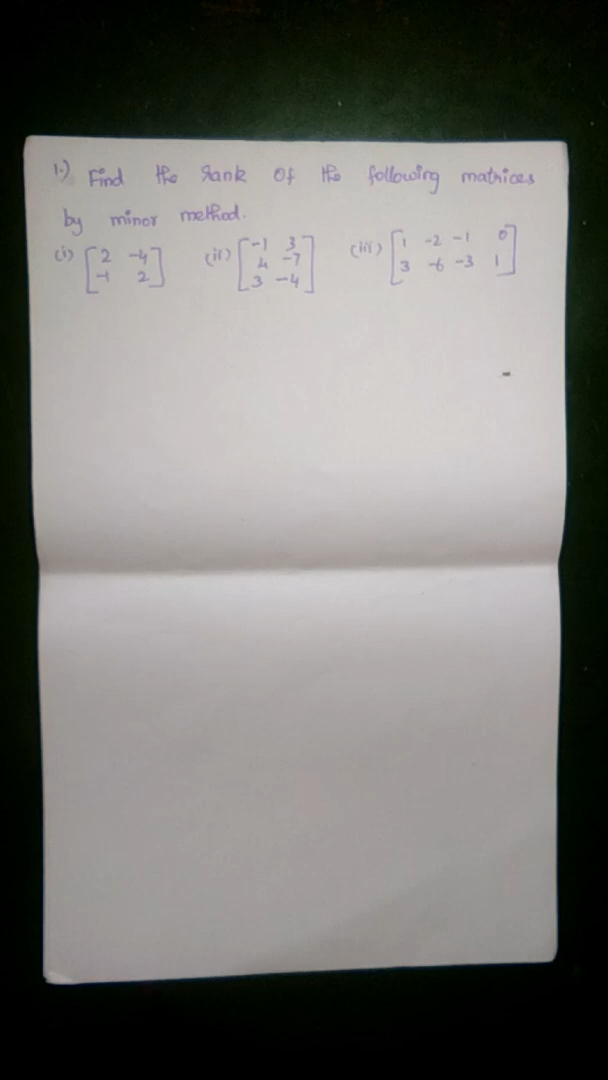 1.) Find the rank of the following matrices
by minor method.
(i) [2 -4 (ii) [-1 3 (iii) [1 -2 -1 0
-1 2] 4 -7 3 -6 -3 1]
3 -4]